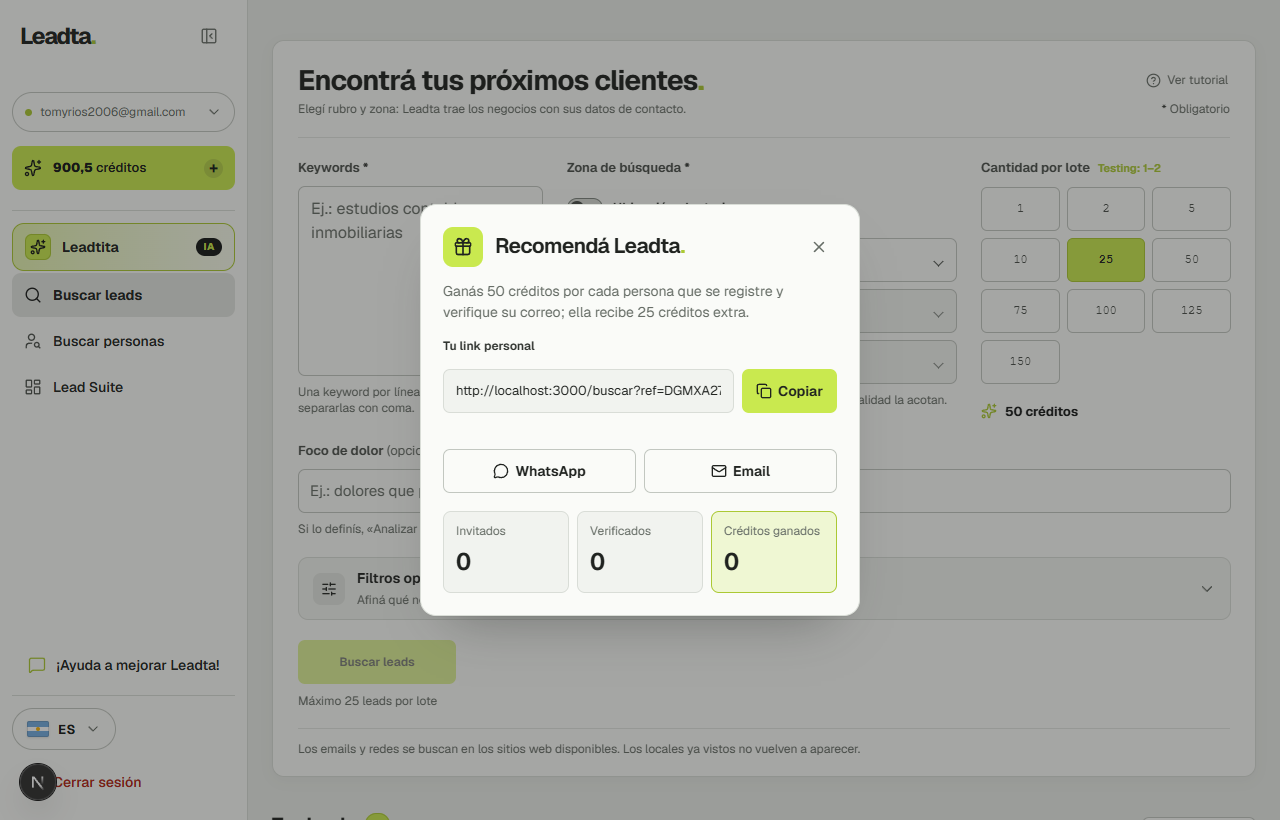 Leadta.
tomyrios2006@gmail.com
900,5 créditos
Leadtita
IA
Buscar leads
Buscar personas
Lead Suite
¡Ayuda a mejorar Leadta!
ES
N
Cerrar sesión
Encontrá tus próximos clientes.
Elegí rubro y zona: Leadta trae los negocios con sus datos de contacto.
Ver tutorial
* Obligatorio
Keywords *
Ej.: estudios
inmobiliarias
Una keyword por línea
separarlas con coma.
Zona de búsqueda *
la acotan.
Cantidad por lote
Testing: 1–2
1
2
5
10
25
50
75
100
125
150
50 créditos
Foco de dolor
Ej.: dolores que
Si lo definís, «Analizar
Filtros
Afiná qué
Buscar leads
Máximo 25 leads por lote
Los emails y redes se buscan en los sitios web disponibles. Los locales ya vistos no vuelven a aparecer.
Recomendá Leadta.
Ganás 50 créditos por cada persona que se registre y
verifique su correo; ella recibe 25 créditos extra.
Tu link personal
http://localhost:3000/buscar?ref=DGMXA27
Copiar
WhatsApp
Email
Invitados
0
Verificados
0
Créditos ganados
0